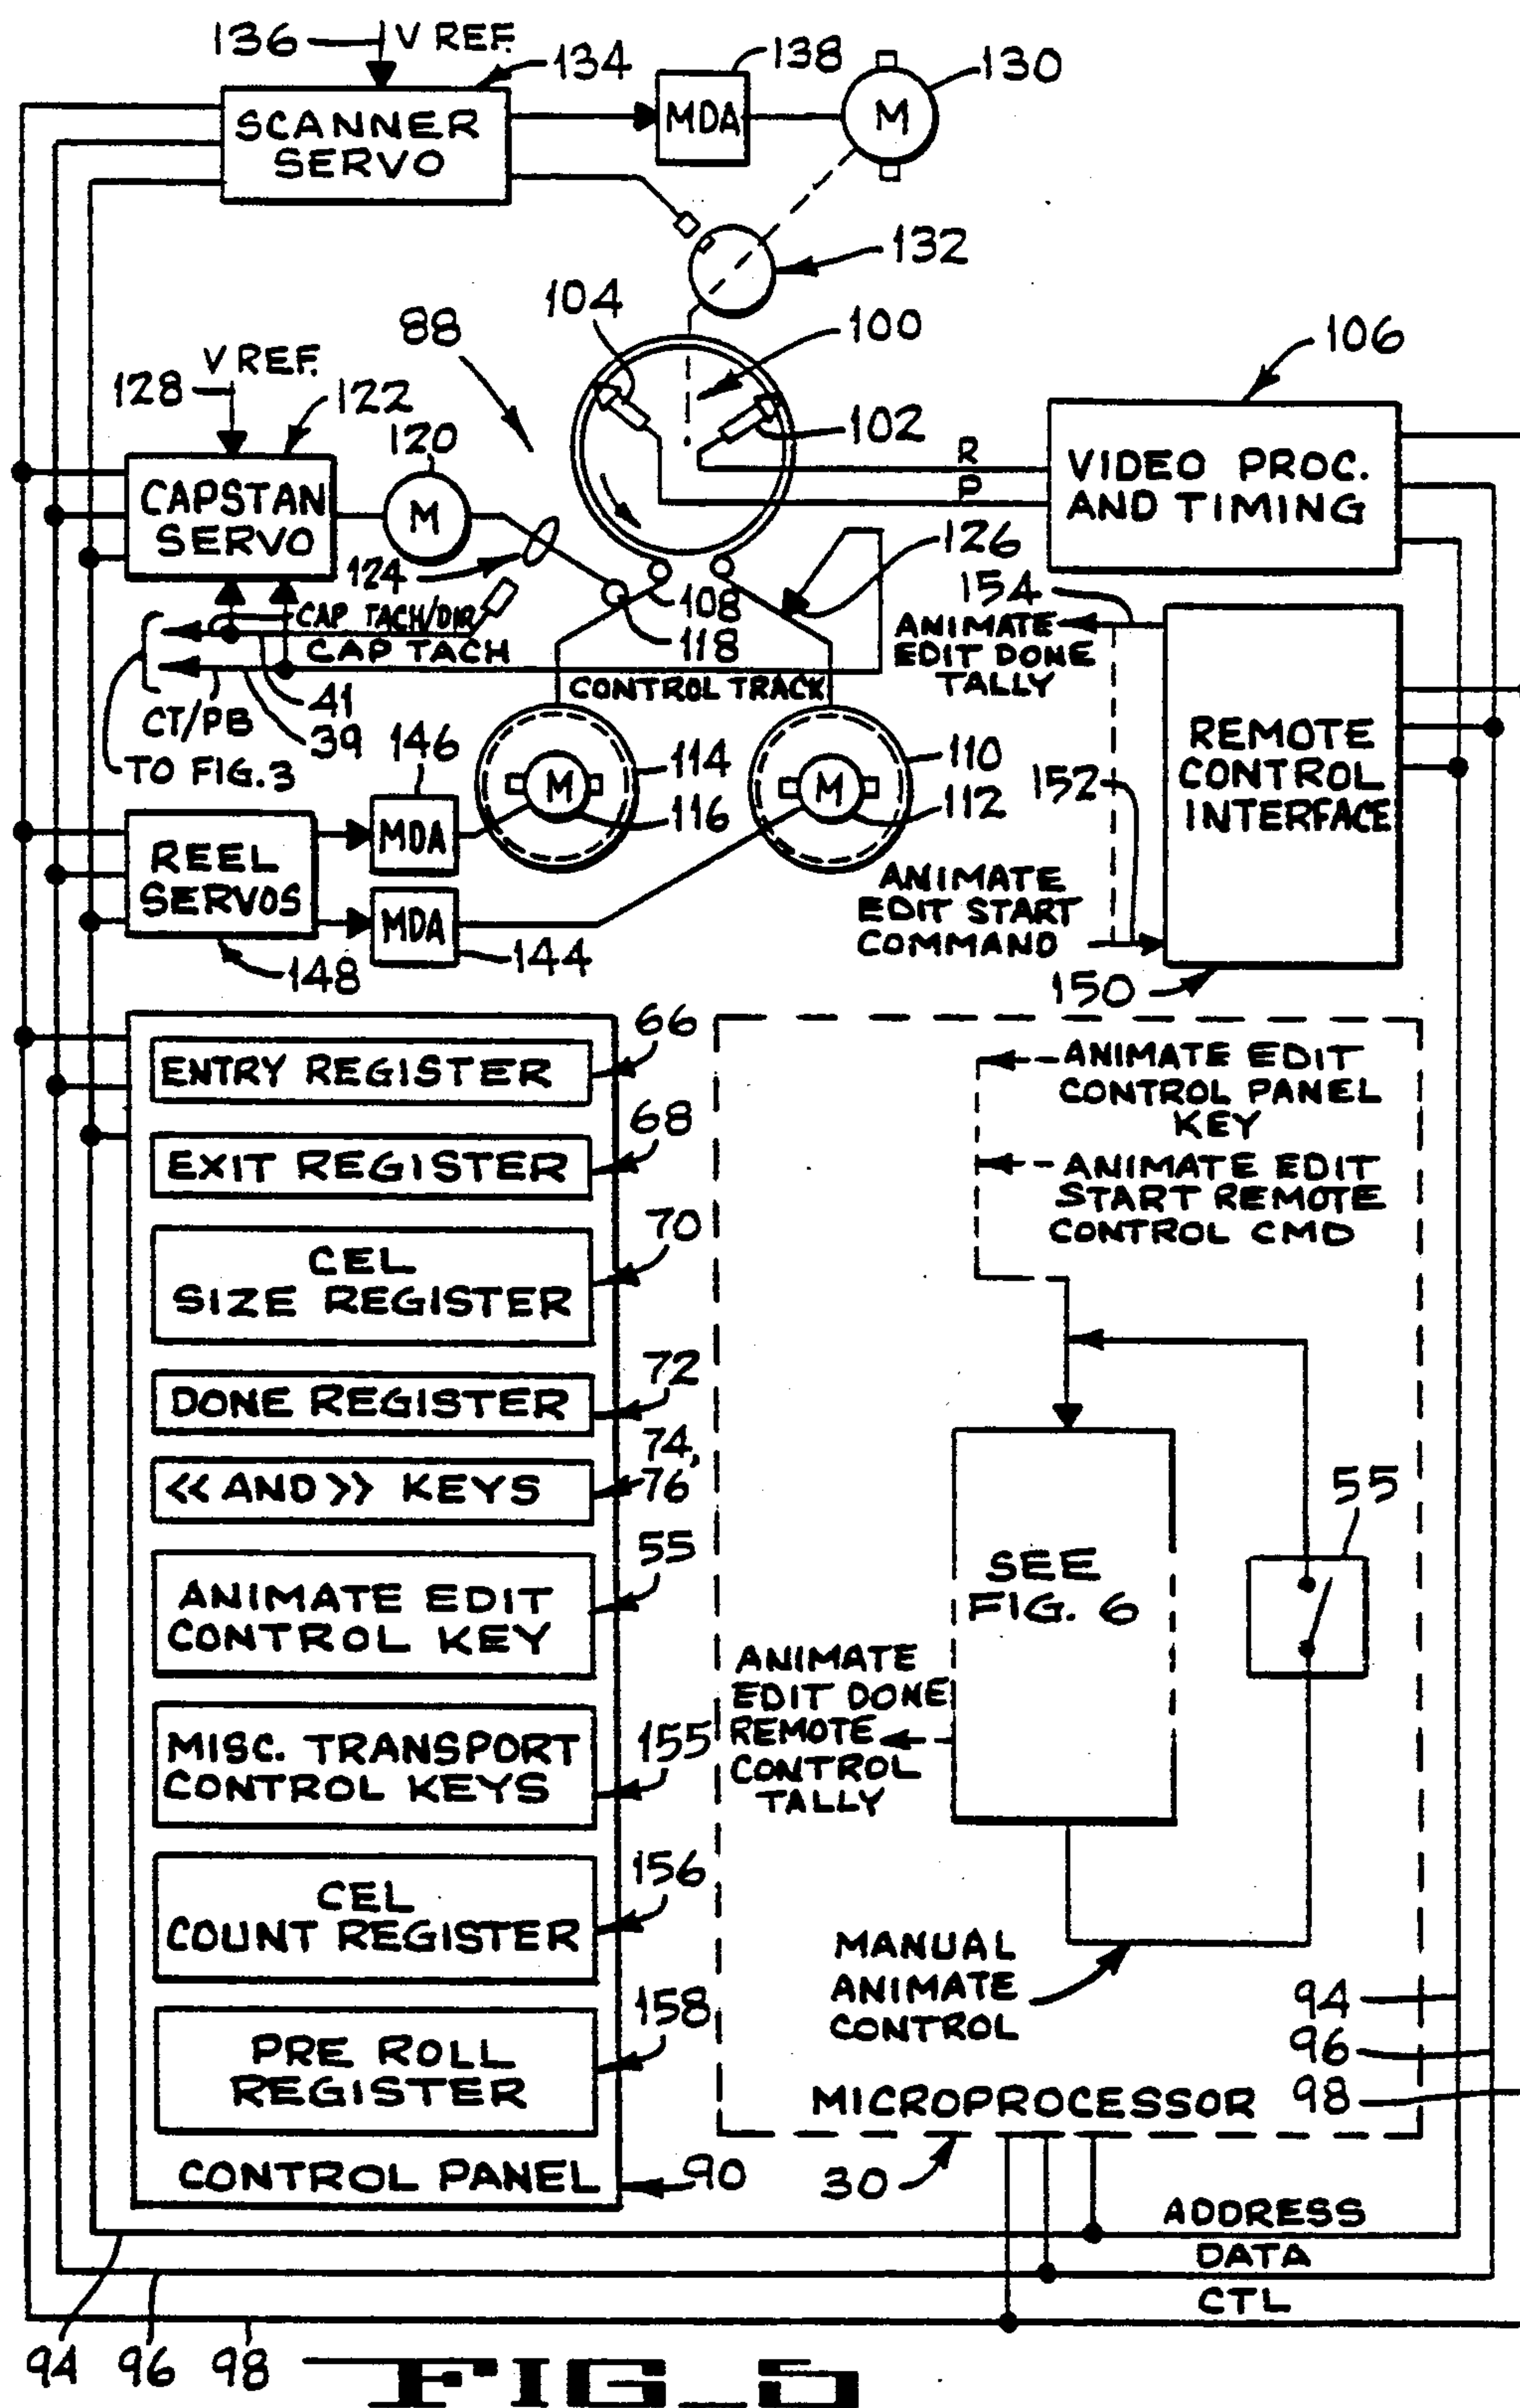 136
V REF.
134
138
130
SCANNER
SERVO
MDA
M
132
104
100
88
106
V REF.
128
122
120
102
R
P
VIDEO PROC.
AND TIMING
CAPSTAN
SERVO
M
124
126
108
118
154
CAP TACH/DIR
CAP TACH
ANIMATE
EDIT DONE
TALLY
CONTROL TRACK
41
39
CT/PB
TO FIG.3
146
114
110
116
112
M
M
152
REMOTE
CONTROL
INTERFACE
REEL
SERVOS
MDA
MDA
144
148
ANIMATE
EDIT START
COMMAND
150
66
ENTRY REGISTER
68
EXIT REGISTER
70
CEL
SIZE REGISTER
72
DONE REGISTER
74,
76
<< AND >> KEYS
55
ANIMATE EDIT
CONTROL KEY
155
MISC. TRANSPORT
CONTROL KEYS
156
CEL
COUNT REGISTER
158
PRE ROLL
REGISTER
CONTROL PANEL
90
ANIMATE EDIT
CONTROL PANEL
KEY
ANIMATE EDIT
START REMOTE
CONTROL CMD
SEE
FIG. 6
55
ANIMATE
EDIT DONE
REMOTE
CONTROL
TALLY
MANUAL
ANIMATE
CONTROL
94
96
98
MICROPROCESSOR
30
ADDRESS
DATA
CTL
94
96
98
FIG_5